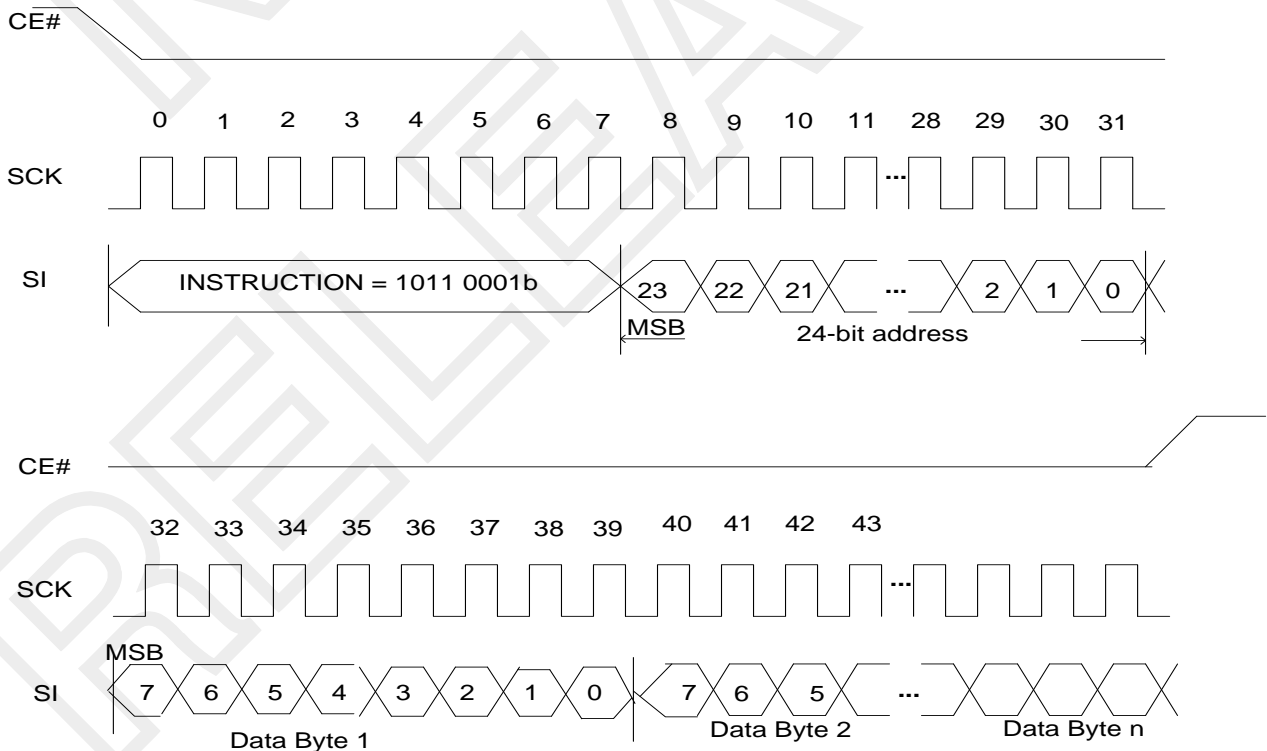 CE#
0 1 2 3 4 5 6 7 8 9 10 11 28 29 30 31
SCK ...
SI INSTRUCTION = 1011 0001b 23 22 21 ... 2 1 0
MSB 24-bit address
CE#
32 33 34 35 36 37 38 39 40 41 42 43
SCK ...
MSB
SI 7 6 5 4 3 2 1 0 7 6 5 ...
Data Byte 1 Data Byte 2 Data Byte n